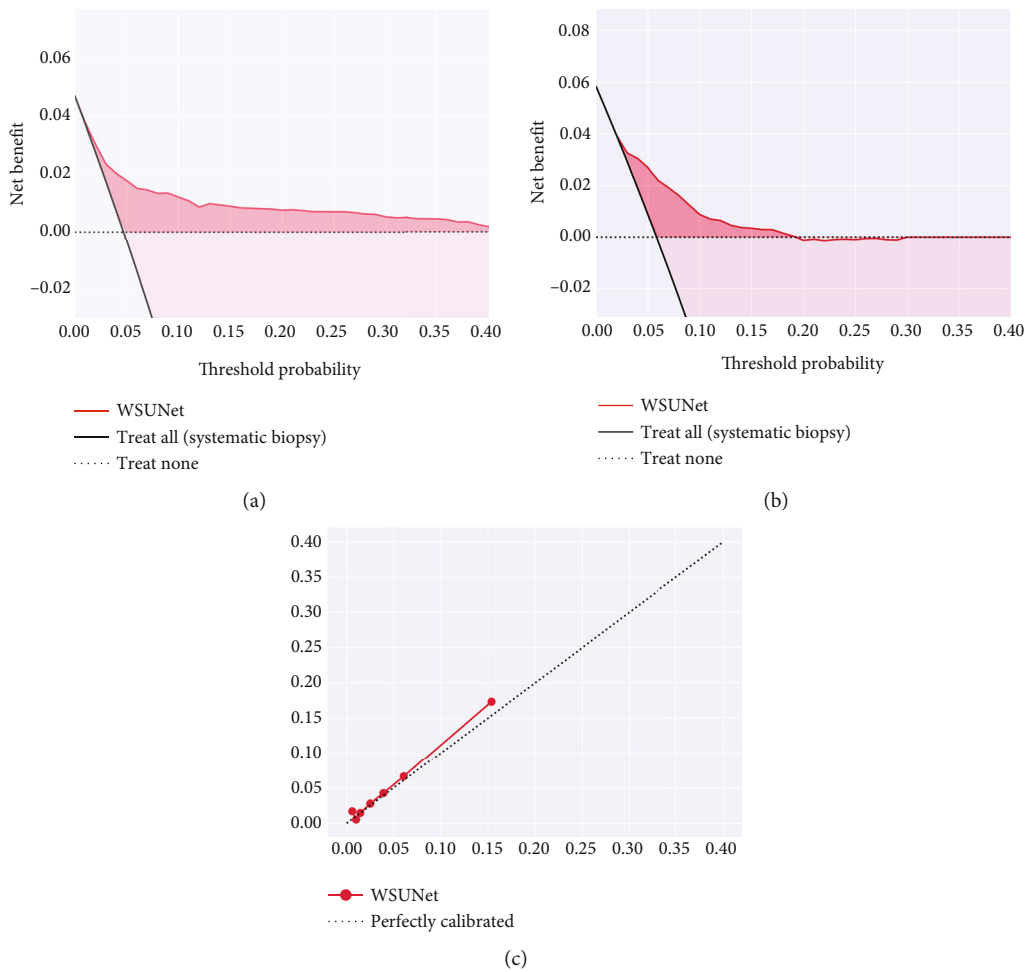 0.06
0.04
0.02
0.00
–0.02
Net benefit
0.00 0.05 0.10 0.15 0.20 0.25 0.30 0.35 0.40
Threshold probability
WSUNet
Treat all (systematic biopsy)
Treat none
(a)
0.08
0.06
0.04
0.02
0.00
–0.02
Net benefit
0.00 0.05 0.10 0.15 0.20 0.25 0.30 0.35 0.40
Threshold probability
WSUNet
Treat all (systematic biopsy)
Treat none
(b)
0.40
0.35
0.30
0.25
0.20
0.15
0.10
0.05
0.00
0.00 0.05 0.10 0.15 0.20 0.25 0.30 0.35 0.40
WSUNet
Perfectly calibrated
(c)